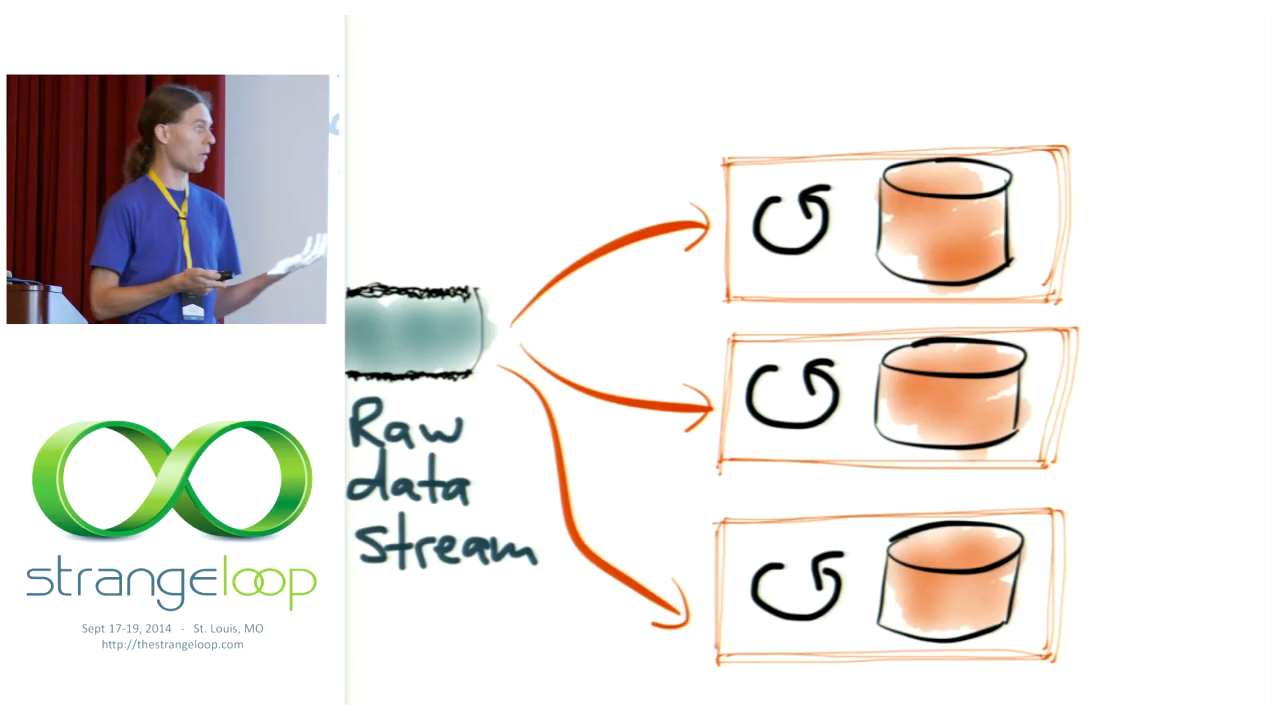 Raw
data
stream
strangeloop
Sept 17-19, 2014 - St. Louis, MO
http://thestrangeloop.com